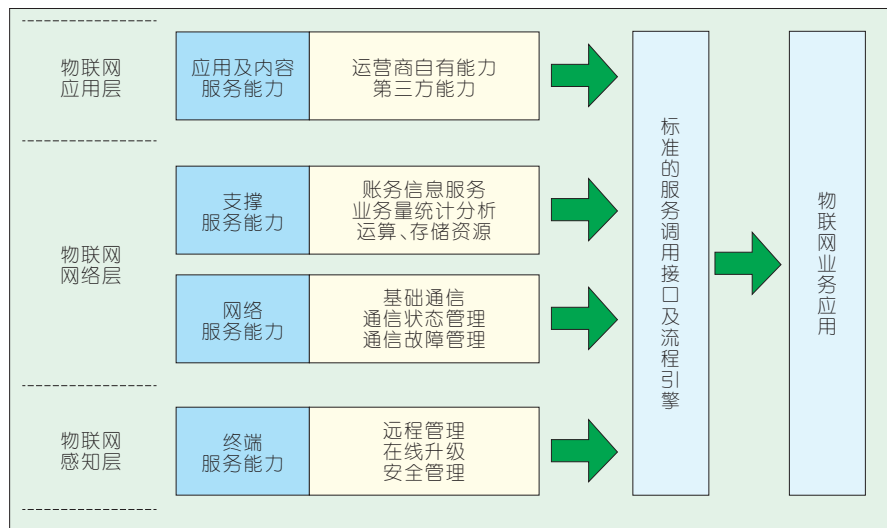 物联网
应用层
应用及内容
服务能力
运营商自有能力
第三方能力
物联网
网络层
支撑
服务能力
账务信息服务
业务量统计分析
运算、存储资源
网络
服务能力
基础通信
通信状态管理
通信故障管理
物联网
感知层
终端
服务能力
远程管理
在线升级
安全管理
标准的服务调用接口及流程引擎
物联网业务应用